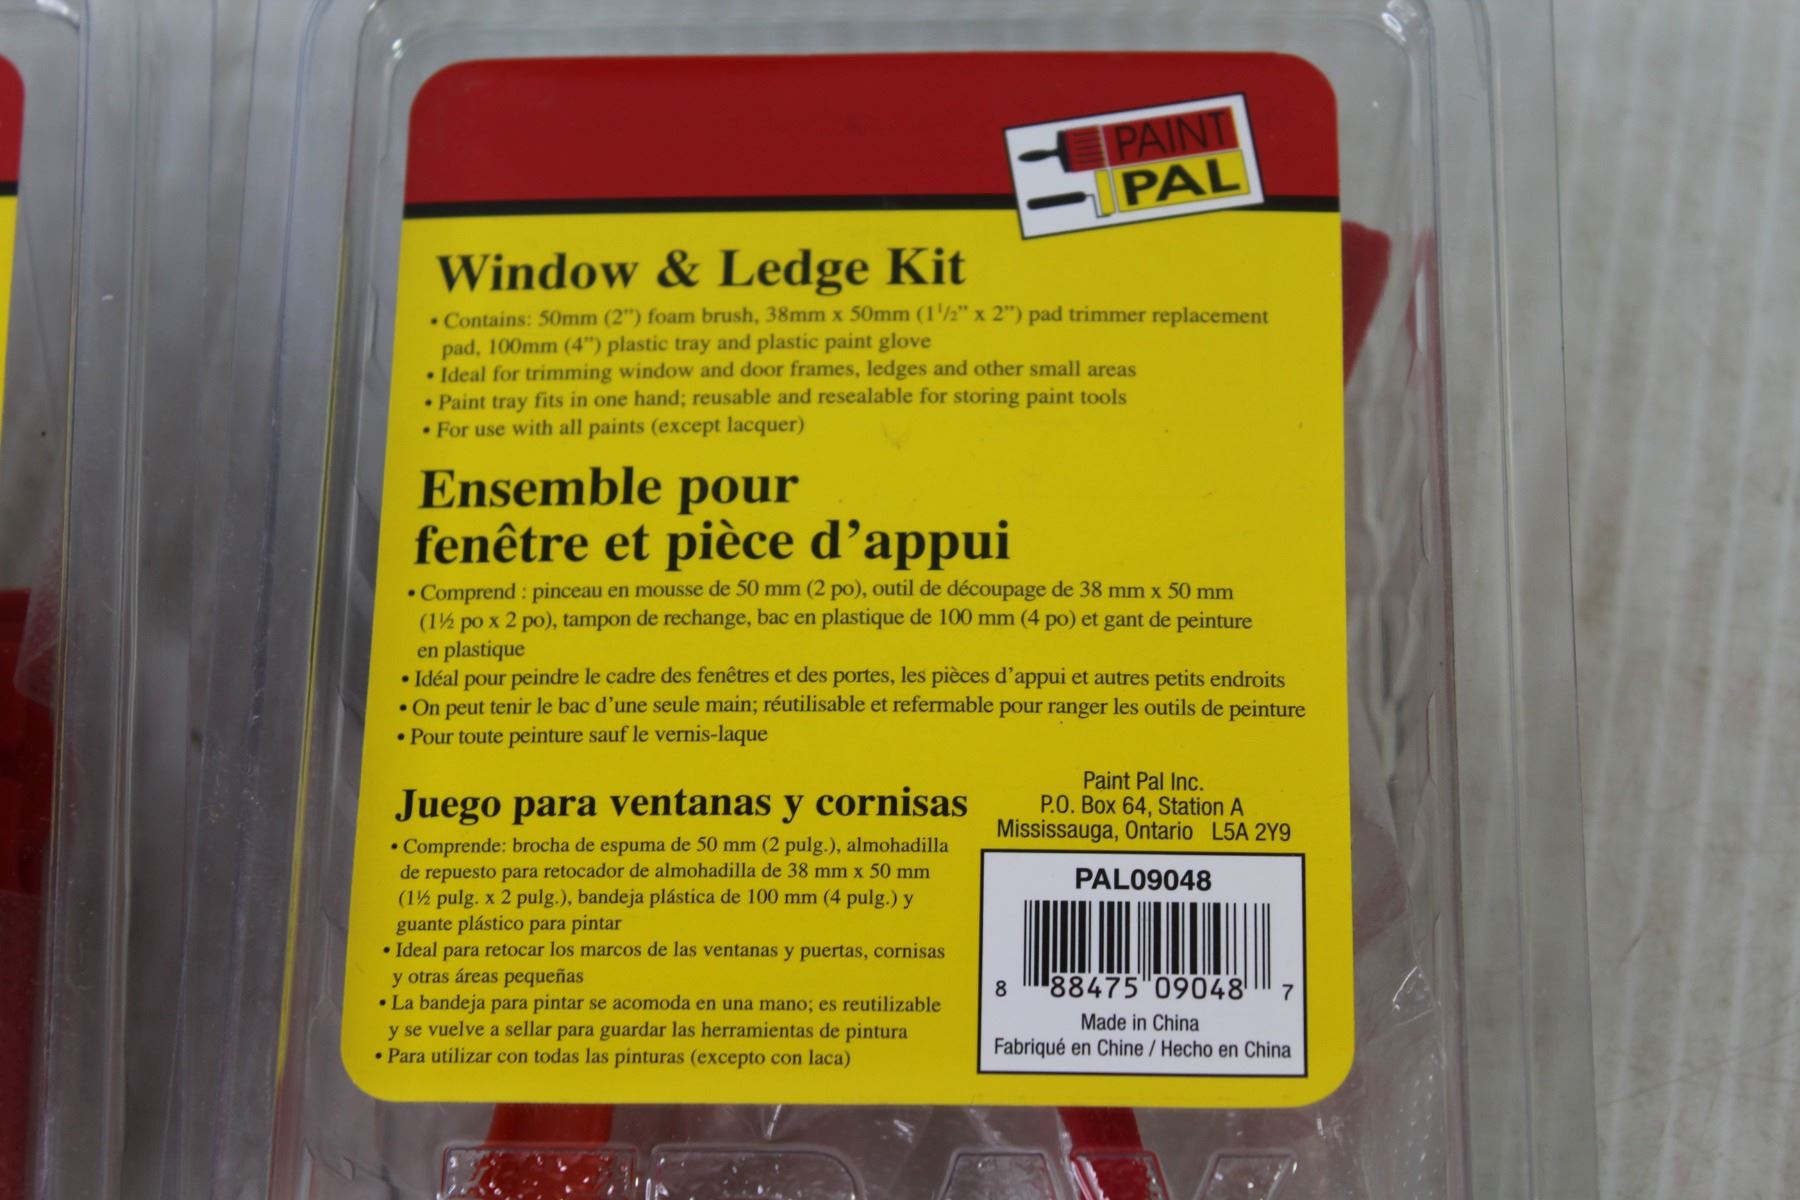 PAINT
PAL
Window & Ledge Kit
• Contains: 50mm (2”) foam brush, 38mm x 50mm (1 1/2” x 2”) pad trimmer replacement
pad, 100mm (4”) plastic tray and plastic paint glove
• Ideal for trimming window and door frames, ledges and other small areas
• Paint tray fits in one hand; reusable and resealable for storing paint tools
• For use with all paints (except lacquer)
Ensemble pour
fenêtre et pièce d’appui
• Comprend : pinceau en mousse de 50 mm (2 po), outil de découpage de 38 mm x 50 mm
(1½ po x 2 po), tampon de rechange, bac en plastique de 100 mm (4 po) et gant de peinture
en plastique
• Idéal pour peindre le cadre des fenêtres et des portes, les pièces d’appui et autres petits endroits
• On peut tenir le bac d’une seule main; réutilisable et refermable pour ranger les outils de peinture
• Pour toute peinture sauf le vernis-laque
Juego para ventanas y cornisas
• Comprende: brocha de espuma de 50 mm (2 pulg.), almohadilla
de repuesto para retocador de almohadilla de 38 mm x 50 mm
(1½ pulg. x 2 pulg.), bandeja plástica de 100 mm (4 pulg.) y
guante plástico para pintar
• Ideal para retocar los marcos de las ventanas y puertas, cornisas
y otras áreas pequeñas
• La bandeja para pintar se acomoda en una mano; es reutilizable
y se vuelve a sellar para guardar las herramientas de pintura
• Para utilizar con todas las pinturas (excepto con laca)
Paint Pal Inc.
P.O. Box 64, Station A
Mississauga, Ontario L5A 2Y9
PAL09048
8 88475 09048 7
Made in China
Fabriqué en Chine / Hecho en China